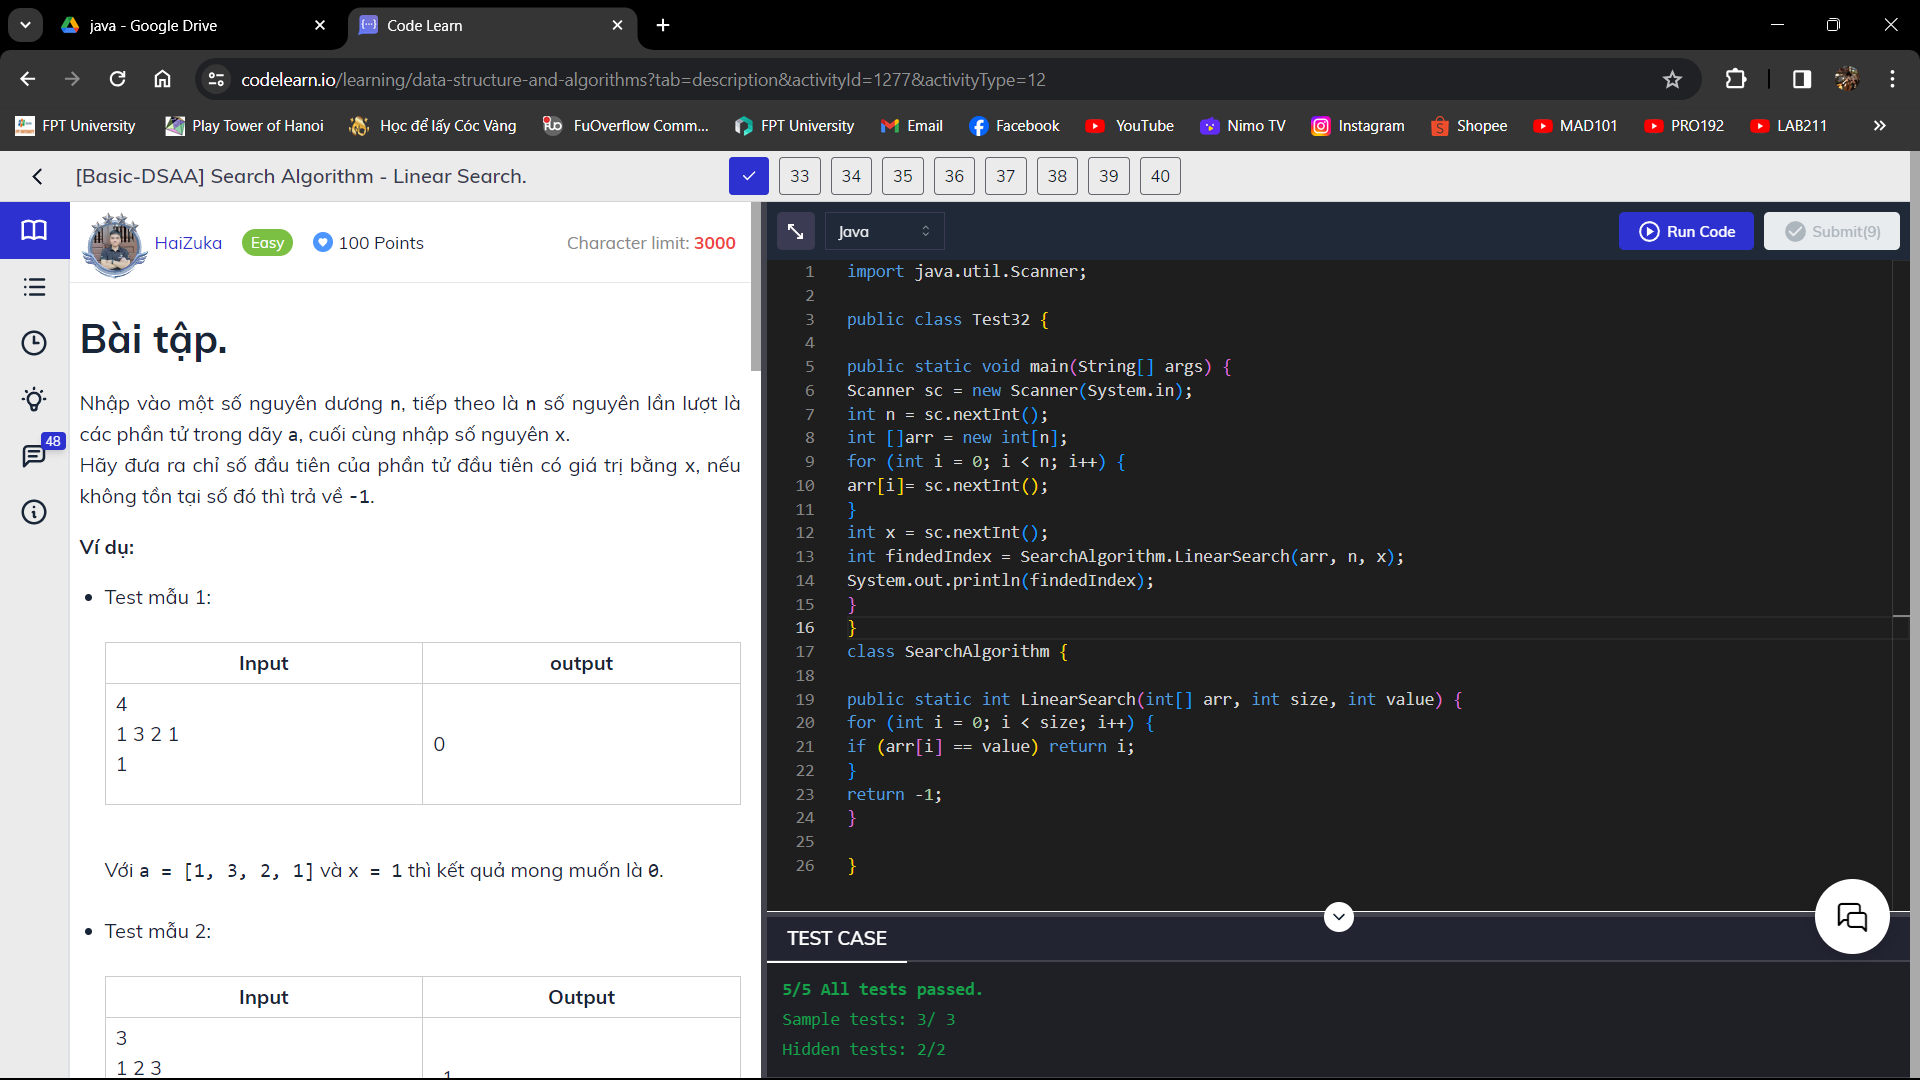 java - Google Drive
Code Learn
codelearn.io/learning/data-structure-and-algorithms?tab=description&activityId=1277&activityType=12
FPT University
Play Tower of Hanoi
Học để lấy Cóc Vàng
FuOverflow Comm...
FPT University
Email
Facebook
YouTube
Nimo TV
Instagram
Shopee
MAD101
PRO192
LAB211
[Basic-DSAA] Search Algorithm - Linear Search.
33 34 35 36 37 38 39 40
HaiZuka
Easy
100 Points
Character limit: 3000
48
Bài tập.
Nhập vào một số nguyên dương n, tiếp theo là n số nguyên lần lượt là
các phần tử trong dãy a, cuối cùng nhập số nguyên x.
Hãy đưa ra chỉ số đầu tiên của phần tử đầu tiên có giá trị bằng x, nếu
không tồn tại số đó thì trả về -1.
Ví dụ:
Test mẫu 1:
Input output
4
1 3 2 1
1
0
Với a = [1, 3, 2, 1] và x = 1 thì kết quả mong muốn là 0.
Test mẫu 2:
Input Output
3
1 2 3
Java
Run Code
Submit(9)
1 import java.util.Scanner;
2
3 public class Test32 {
4
5 public static void main(String[] args) {
6 Scanner sc = new Scanner(System.in);
7 int n = sc.nextInt();
8 int []arr = new int[n];
9 for (int i = 0; i < n; i++) {
10 arr[i]= sc.nextInt();
11 }
12 int x = sc.nextInt();
13 int findedIndex = SearchAlgorithm.LinearSearch(arr, n, x);
14 System.out.println(findedIndex);
15 }
16 }
17 class SearchAlgorithm {
18
19 public static int LinearSearch(int[] arr, int size, int value) {
20 for (int i = 0; i < size; i++) {
21 if (arr[i] == value) return i;
22 }
23 return -1;
24 }
25
26 }
TEST CASE
5/5 All tests passed.
Sample tests: 3/ 3
Hidden tests: 2/2